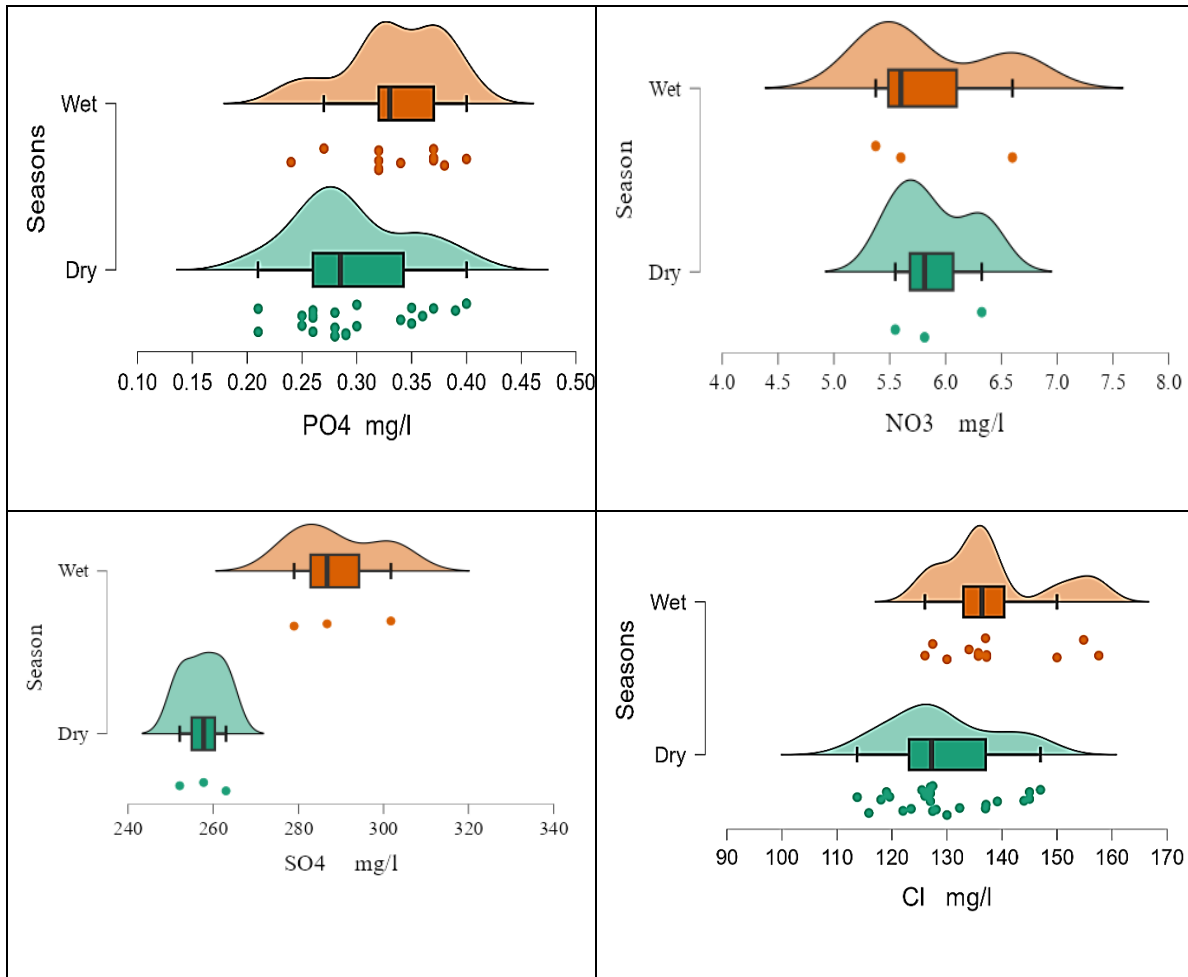 Seasons
Wet
Dry
0.10 0.15 0.20 0.25 0.30 0.35 0.40 0.45 0.50
PO4 mg/l
Season
Wet
Dry
4.0 4.5 5.0 5.5 6.0 6.5 7.0 7.5 8.0
NO3 mg/l
Season
Wet
Dry
240 260 280 300 320 340
SO4 mg/l
Seasons
Wet
Dry
90 100 110 120 130 140 150 160 170
Cl mg/l